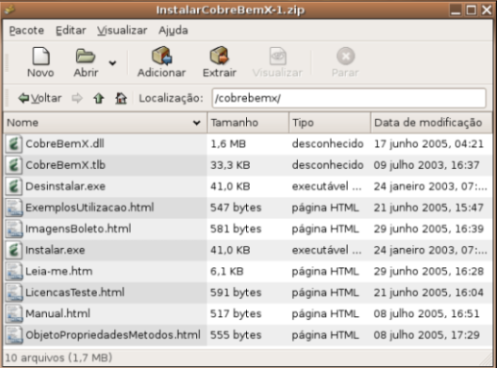 InstalarCobreBemX-1.zip
Pacote Editar Visualizar Ajuda
Novo Abrir Adicionar Extrair Visualizar Parar
Voltar Localização: /cobrebemx/
Nome Tamanho Tipo Data de modificação
CobreBemX.dll 1,6 MB desconhecido 17 junho 2005, 04:21
CobreBemX.tlb 33,3 KB desconhecido 09 julho 2003, 16:37
Desinstalar.exe 41,0 KB executável ... 24 janeiro 2003, 07:...
ExemplosUtilizacao.html 547 bytes página HTML 21 junho 2005, 15:47
ImagensBoleto.html 581 bytes página HTML 29 junho 2005, 16:39
Instalar.exe 41,0 KB executável ... 24 janeiro 2003, 07:...
Leia-me.htm 6,1 KB página HTML 29 junho 2005, 16:28
LicencasTeste.html 591 bytes página HTML 21 junho 2005, 16:04
Manual.html 517 bytes página HTML 08 julho 2005, 16:51
ObjetoPropriedadesMetodos.html 555 bytes página HTML 08 julho 2005, 17:29
10 arquivos (1,7 MB)